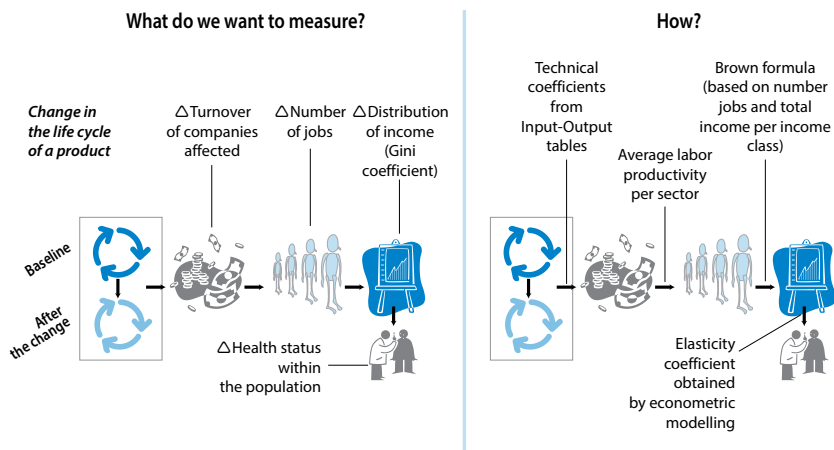 What do we want to measure?
Change in
the life cycle
of a product
△Turnover
of companies
affected
△Number
of jobs
△Distribution
of income
(Gini
coefficient)
Baseline
After
the change
△Health status
within
the population
How?
Technical
coefficients
from
Input-Output
tables
Average labor
productivity
per sector
Brown formula
(based on number
jobs and total
income per income
class)
Elasticity
coefficient
obtained
by econometric
modelling